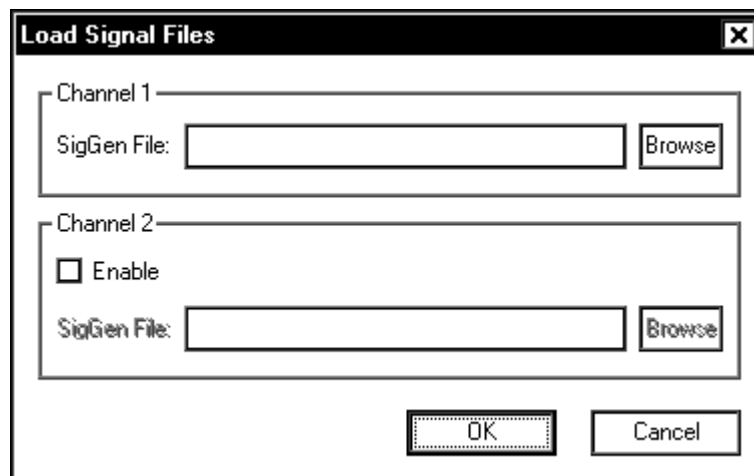 Load Signal Files
Channel 1
SigGen File:
Browse
Channel 2
Enable
SigGen File:
Browse
OK
Cancel